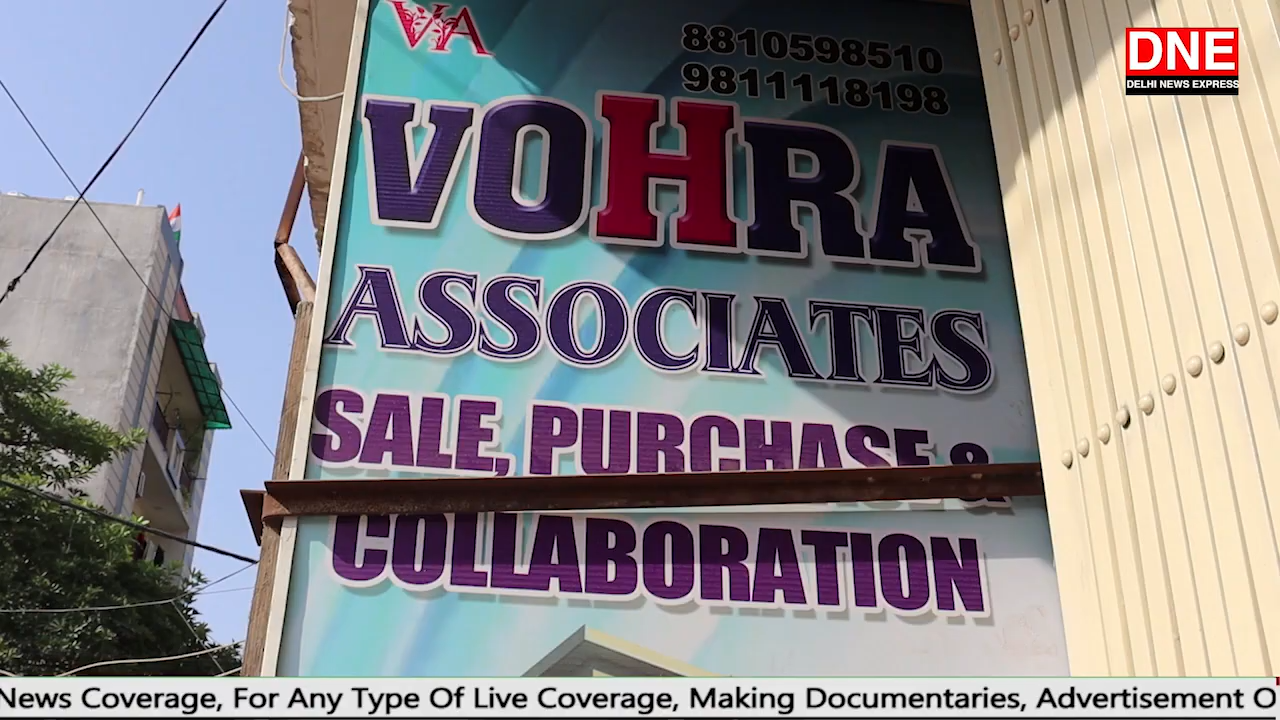 VA
8810598510
9811118198
VOHRA
ASSOCIATES
SALE, PURCHASE &
COLLABORATION
DNE
DELHI NEWS EXPRESS
News Coverage, For Any Type Of Live Coverage, Making Documentaries, Advertisement O